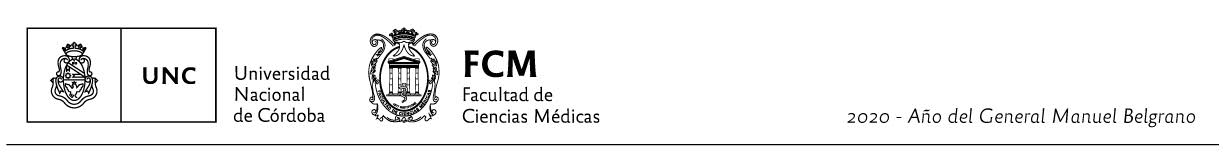 UNC
Universidad
Nacional
de Córdoba
FCM
Facultad de
Ciencias Médicas
2020 - Año del General Manuel Belgrano